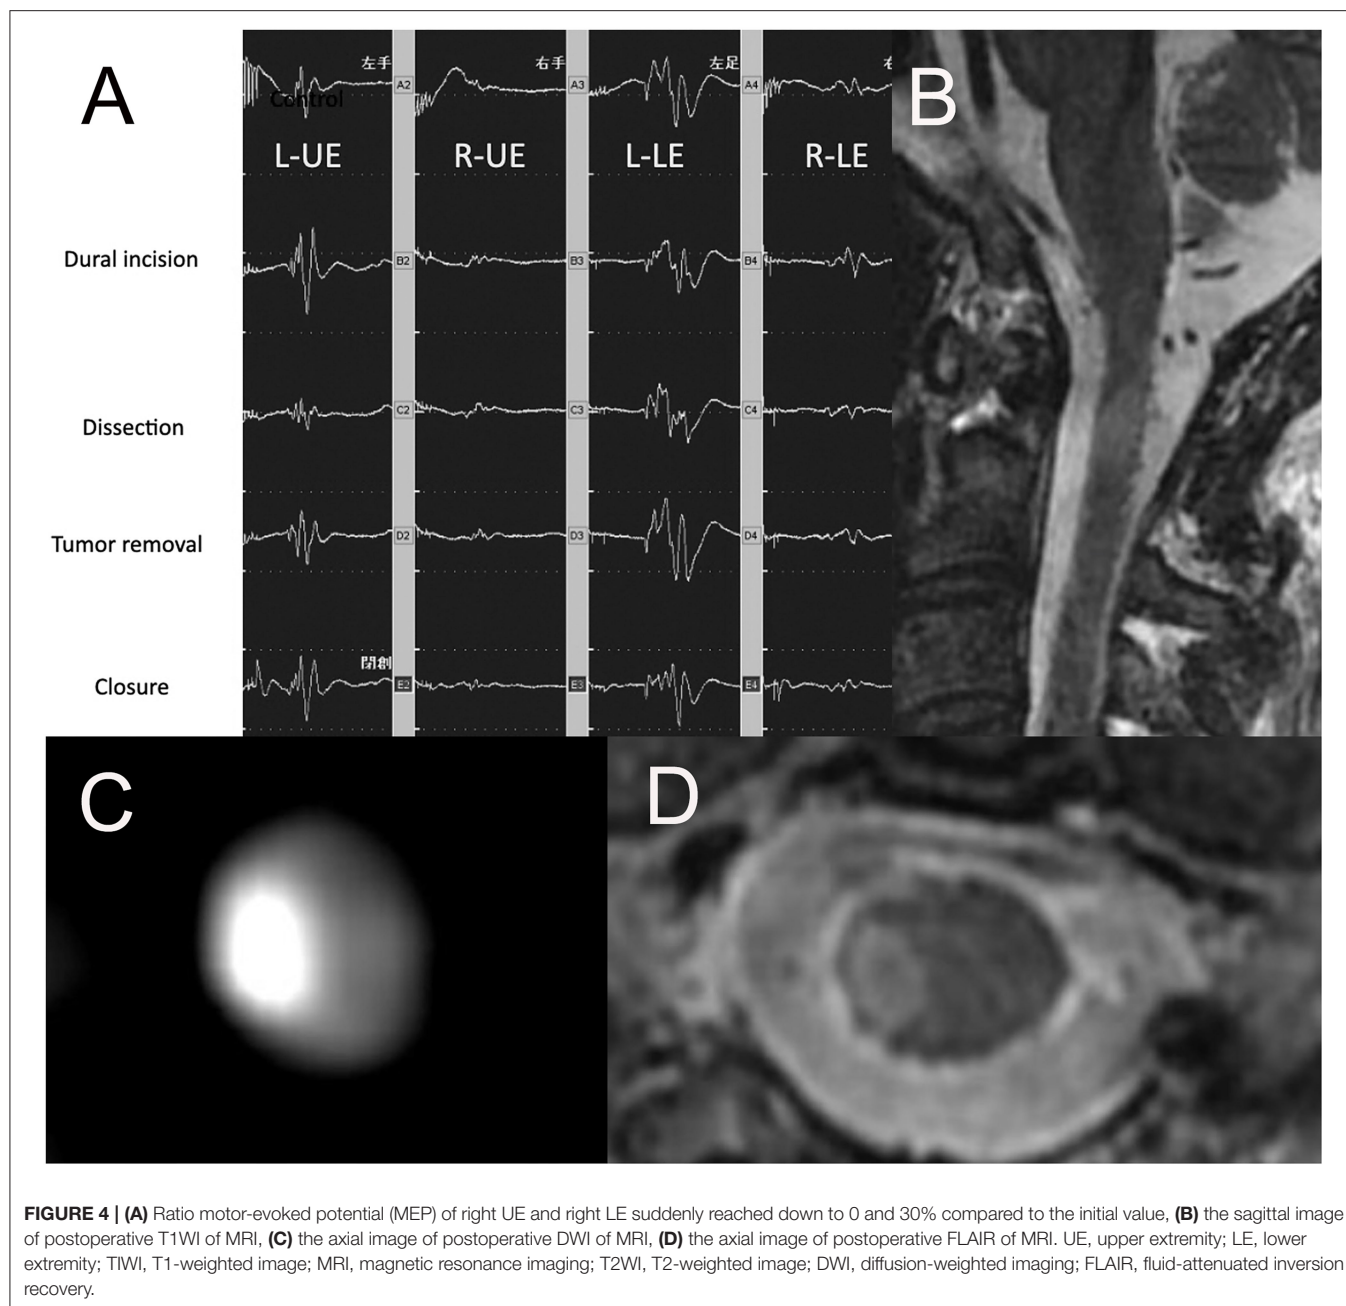 A
左手
A2
右手
A3
左足
A4
右
B
Control
L-UE
R-UE
L-LE
R-LE
Dural incision
B2
B3
B4
Dissection
C2
C3
C4
Tumor removal
D2
D3
D4
閉創
Closure
E2
E3
E4
C
D
FIGURE 4 | (A) Ratio motor-evoked potential (MEP) of right UE and right LE suddenly reached down to 0 and 30% compared to the initial value, (B) the sagittal image
of postoperative T1WI of MRI, (C) the axial image of postoperative DWI of MRI, (D) the axial image of postoperative FLAIR of MRI. UE, upper extremity; LE, lower
extremity; TIWI, T1-weighted image; MRI, magnetic resonance imaging; T2WI, T2-weighted image; DWI, diffusion-weighted imaging; FLAIR, fluid-attenuated inversion
recovery.